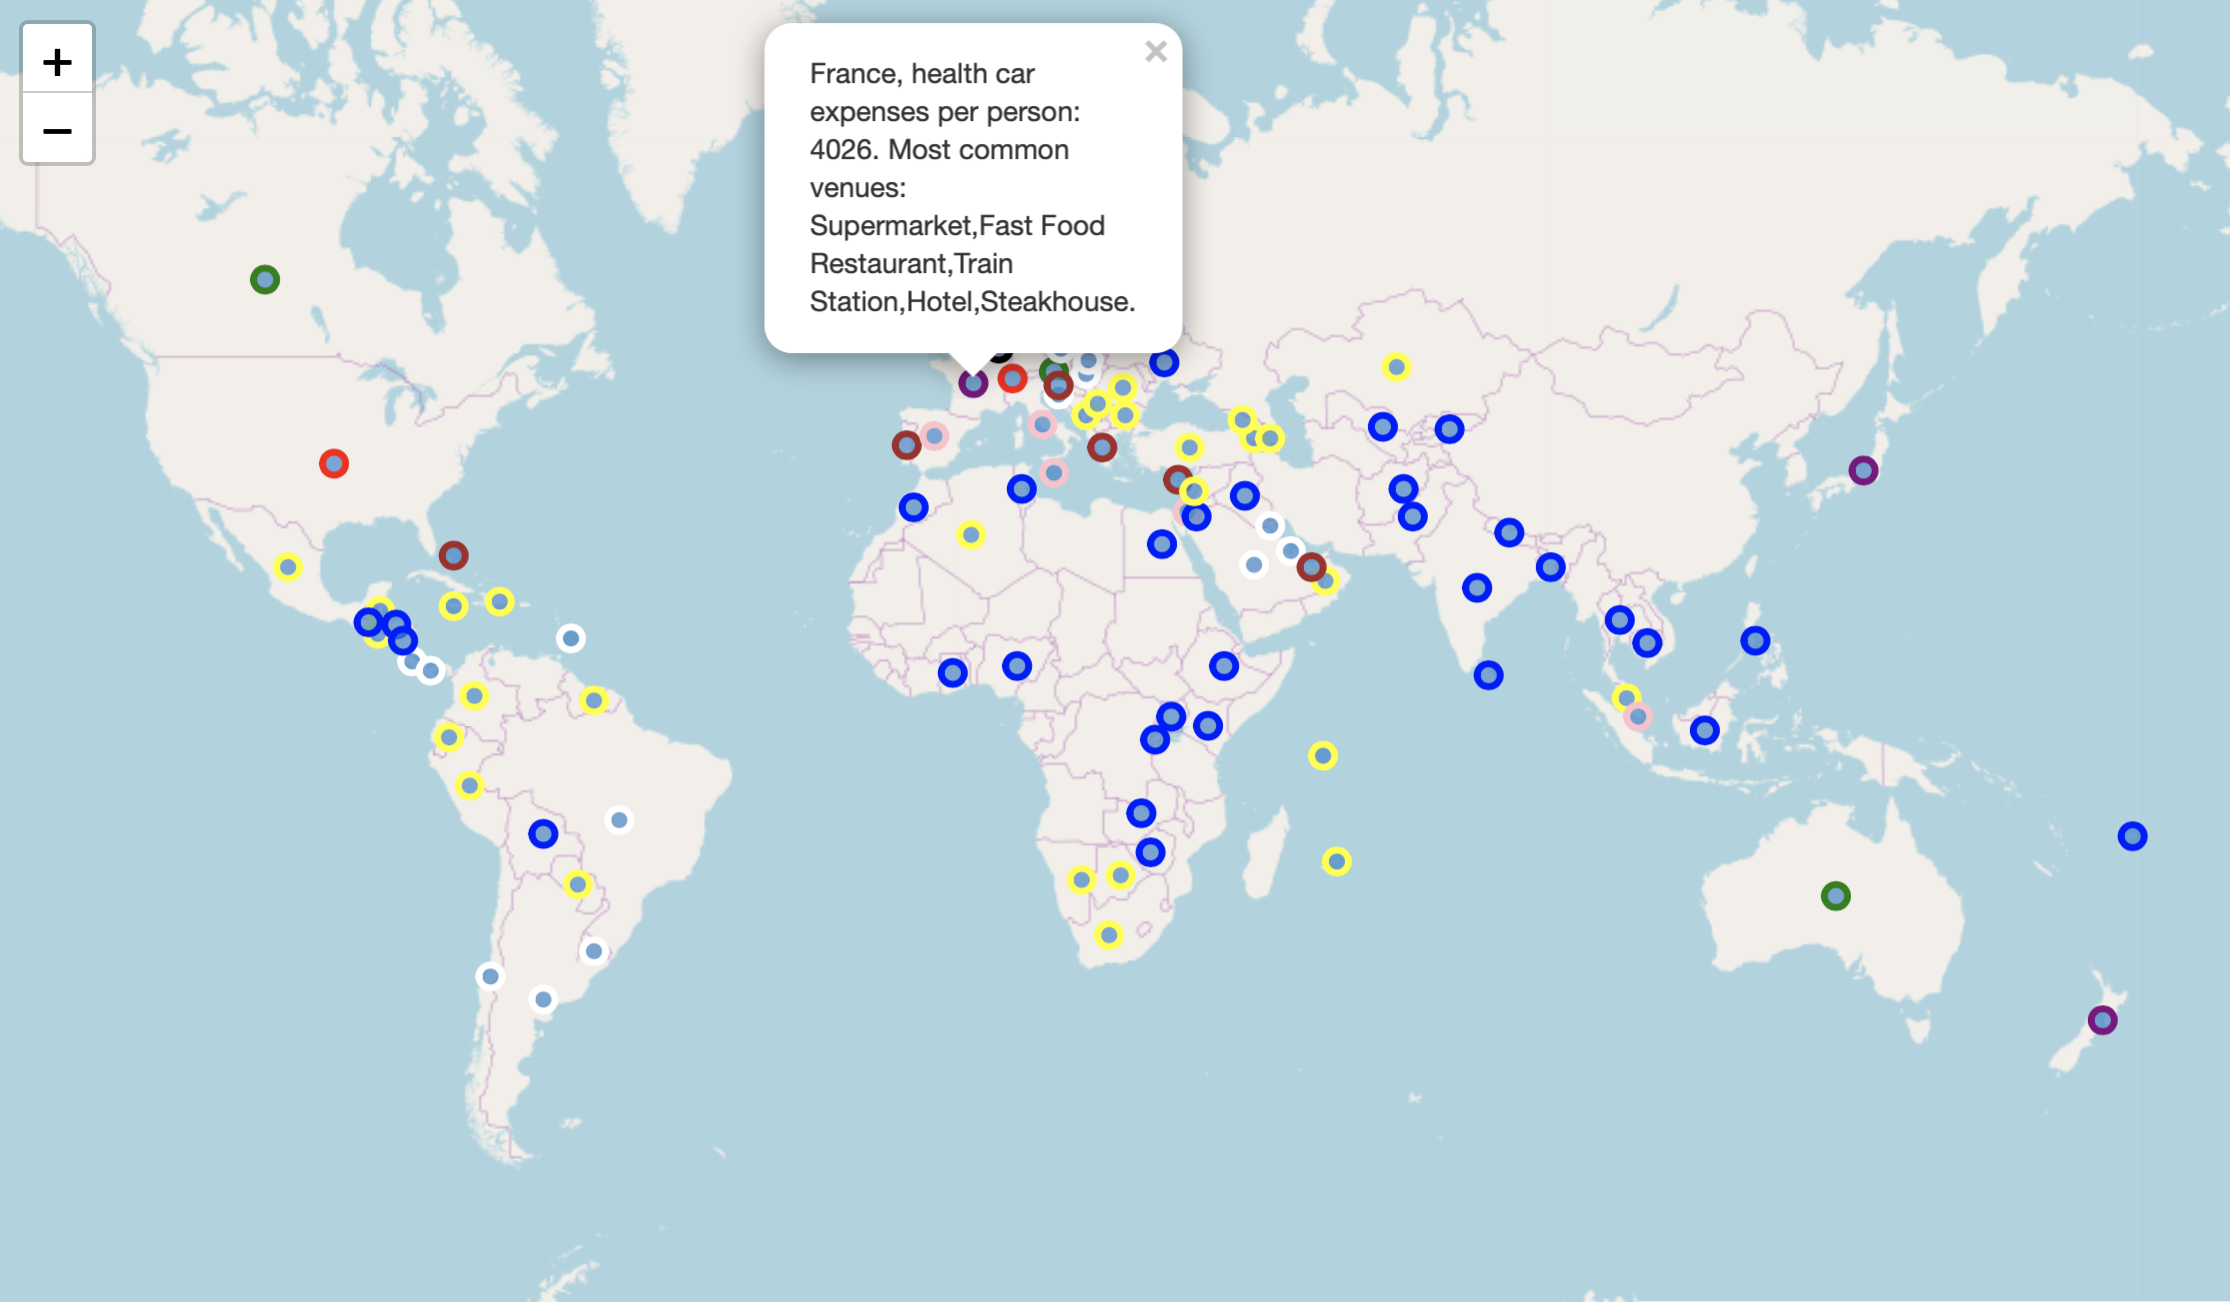 +
−
×
France, health car
expenses per person:
4026. Most common
venues:
Supermarket,Fast Food
Restaurant,Train
Station,Hotel,Steakhouse.